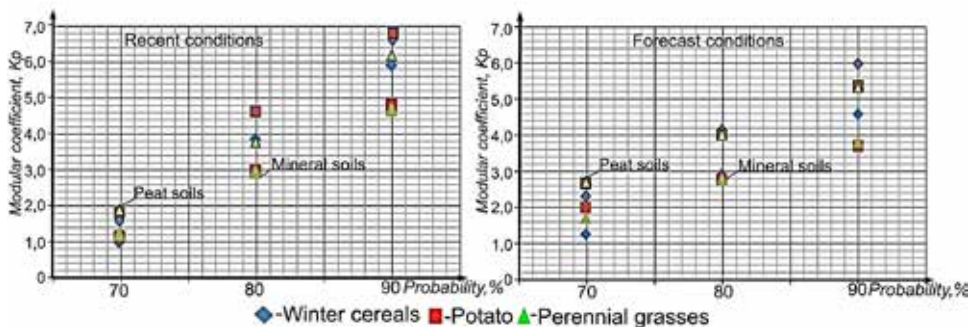 Modular coefficient, Kp
7,0
6,0
5,0
4,0
3,0
2,0
1,0
0
Recent conditions
Mineral soils
Peat soils
70 80 90 Probability,%
Modular coefficient, Kp
7,0
6,0
5,0
4,0
3,0
2,0
1,0
0
Forecast conditions
Peat soils
Mineral soils
70 80 90 Probability,%
-Winter cereals -Potato -Perennial grasses